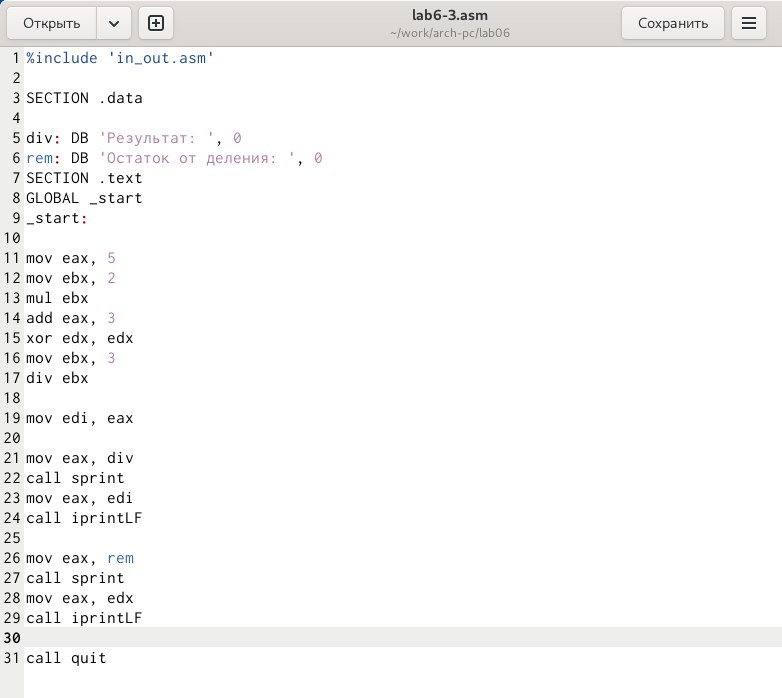 Открыть
lab6-3.asm
~/work/arch-pc/lab06
Сохранить
1 %include 'in_out.asm'
2
3 SECTION .data
4
5 div: DB 'Результат: ', 0
6 rem: DB 'Остаток от деления: ', 0
7 SECTION .text
8 GLOBAL _start
9 _start:
10
11 mov eax, 5
12 mov ebx, 2
13 mul ebx
14 add eax, 3
15 xor edx, edx
16 mov ebx, 3
17 div ebx
18
19 mov edi, eax
20
21 mov eax, div
22 call sprint
23 mov eax, edi
24 call iprintLF
25
26 mov eax, rem
27 call sprint
28 mov eax, edx
29 call iprintLF
30
31 call quit